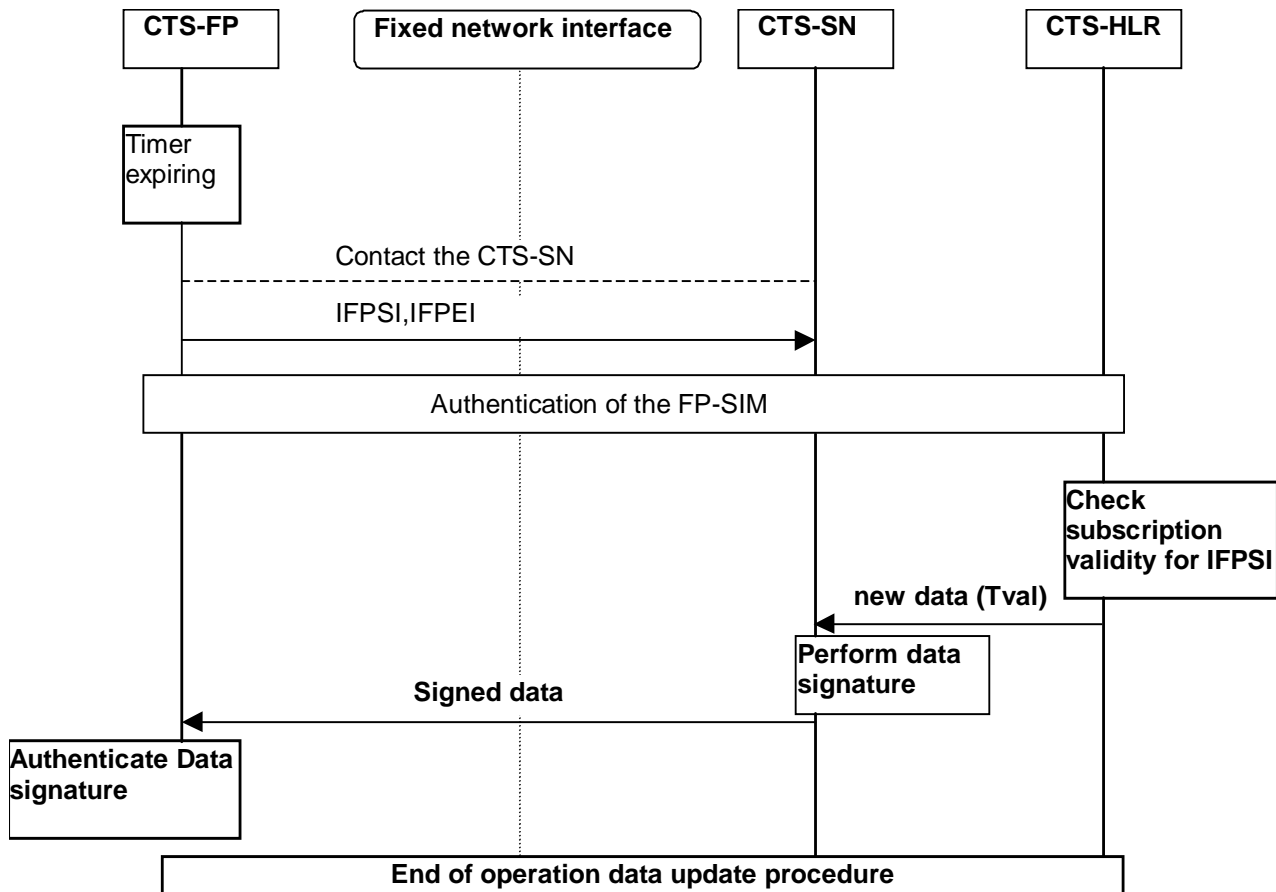 CTS-FP
Fixed network interface
CTS-SN
CTS-HLR
Timer
expiring
Contact the CTS-SN
IFPSI,IFPEI
Authentication of the FP-SIM
Check
subscription
validity for IFPSI
new data (Tval)
Perform data
signature
Signed data
Authenticate Data
signature
End of operation data update procedure